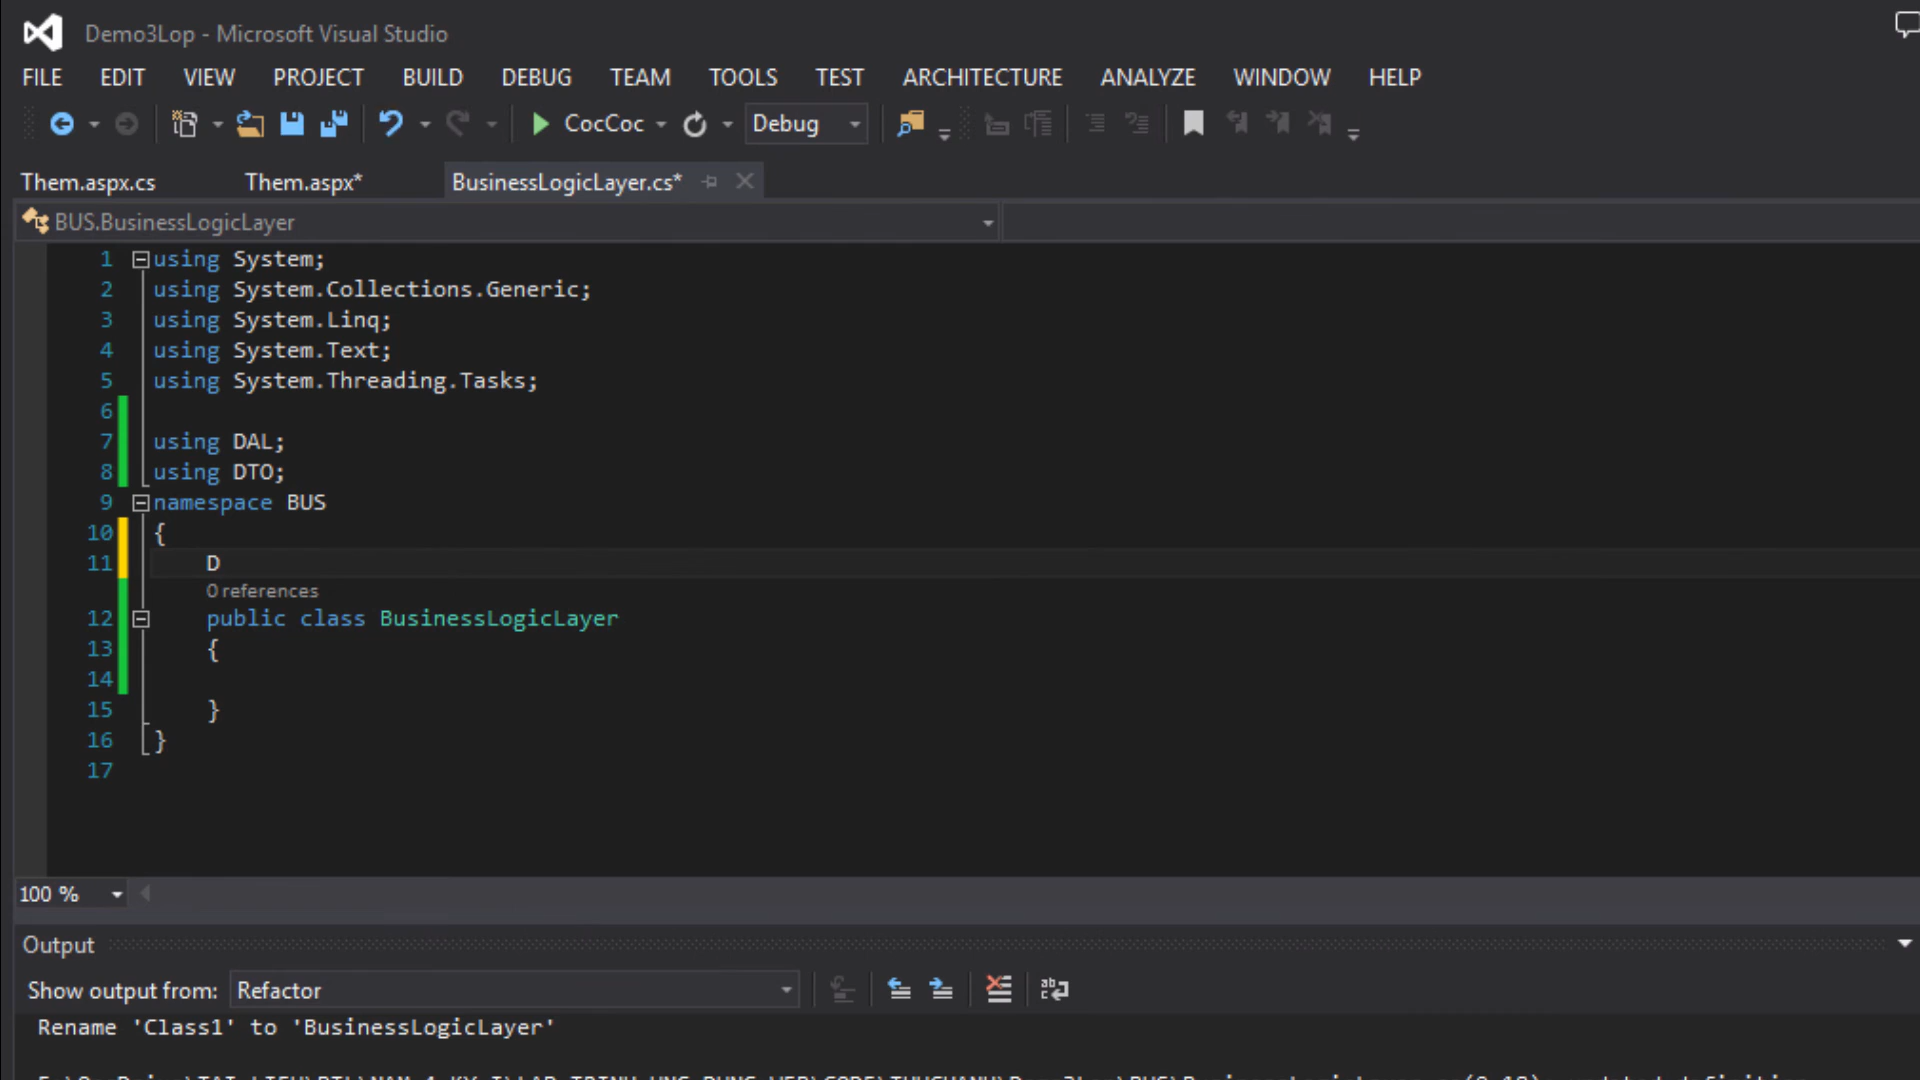 Demo3Lop - Microsoft Visual Studio
FILE EDIT VIEW PROJECT BUILD DEBUG TEAM TOOLS TEST ARCHITECTURE ANALYZE WINDOW HELP
CocCoc Debug
Them.aspx.cs Them.aspx* BusinessLogicLayer.cs*
BUS.BusinessLogicLayer
1 using System;
2 using System.Collections.Generic;
3 using System.Linq;
4 using System.Text;
5 using System.Threading.Tasks;
6
7 using DAL;
8 using DTO;
9 namespace BUS
10 {
11 D
0 references
12 public class BusinessLogicLayer
13 {
14
15 }
16 }
17
100 %
Output
Show output from: Refactor
Rename 'Class1' to 'BusinessLogicLayer'